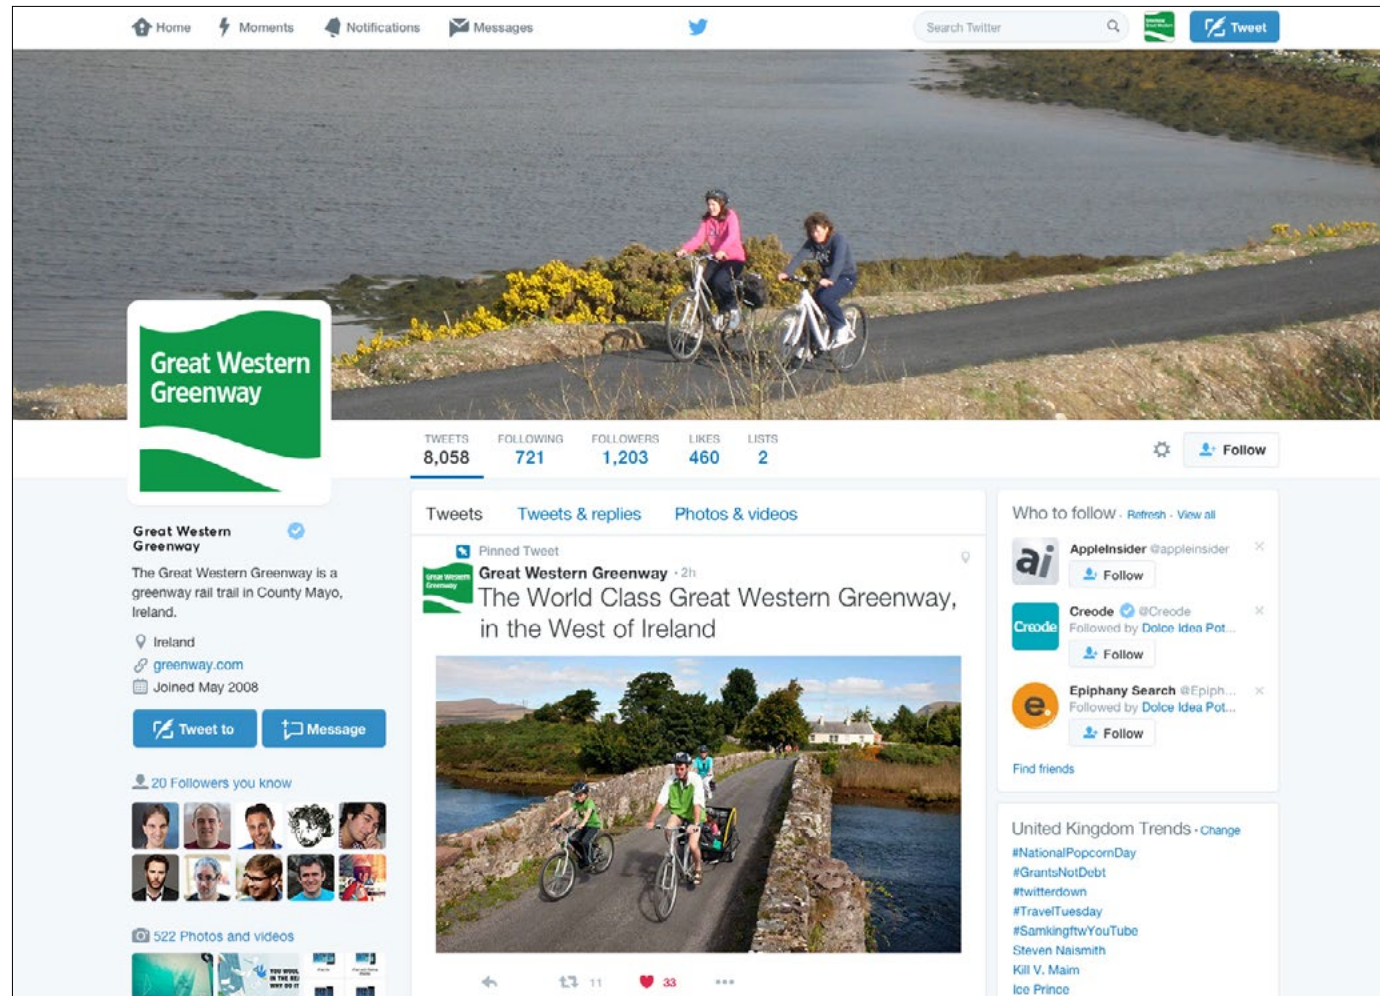 Home Moments Notifications Messages Search Twitter Tweet
Great Western
Greenway
TWEETS FOLLOWING FOLLOWERS LIKES LISTS
8,058 721 1,203 460 2
Follow
Great Western
Greenway
The Great Western Greenway is a
greenway rail trail in County Mayo,
Ireland.
Ireland
greenway.com
Joined May 2008
Tweet to Message
20 Followers you know
522 Photos and videos
Tweets Tweets & replies Photos & videos
Pinned Tweet
Great Western Greenway · 2h
Great Western
Greenway
The World Class Great Western Greenway,
in the West of Ireland
11 33
Who to follow · Refresh · View all
ai
AppleInsider @appleinsider
Follow
Creode
Creode @Creode
Followed by Dolce Idea Pot...
Follow
e.
Epiphany Search @Epiph...
Followed by Dolce Idea Pot...
Follow
Find friends
United Kingdom Trends · Change
#NationalPopcornDay
#GrantsNotDebt
#twitterdown
#TravelTuesday
#SamkingftwYouTube
Steven Naismith
Kill V. Maim
Ice Prince